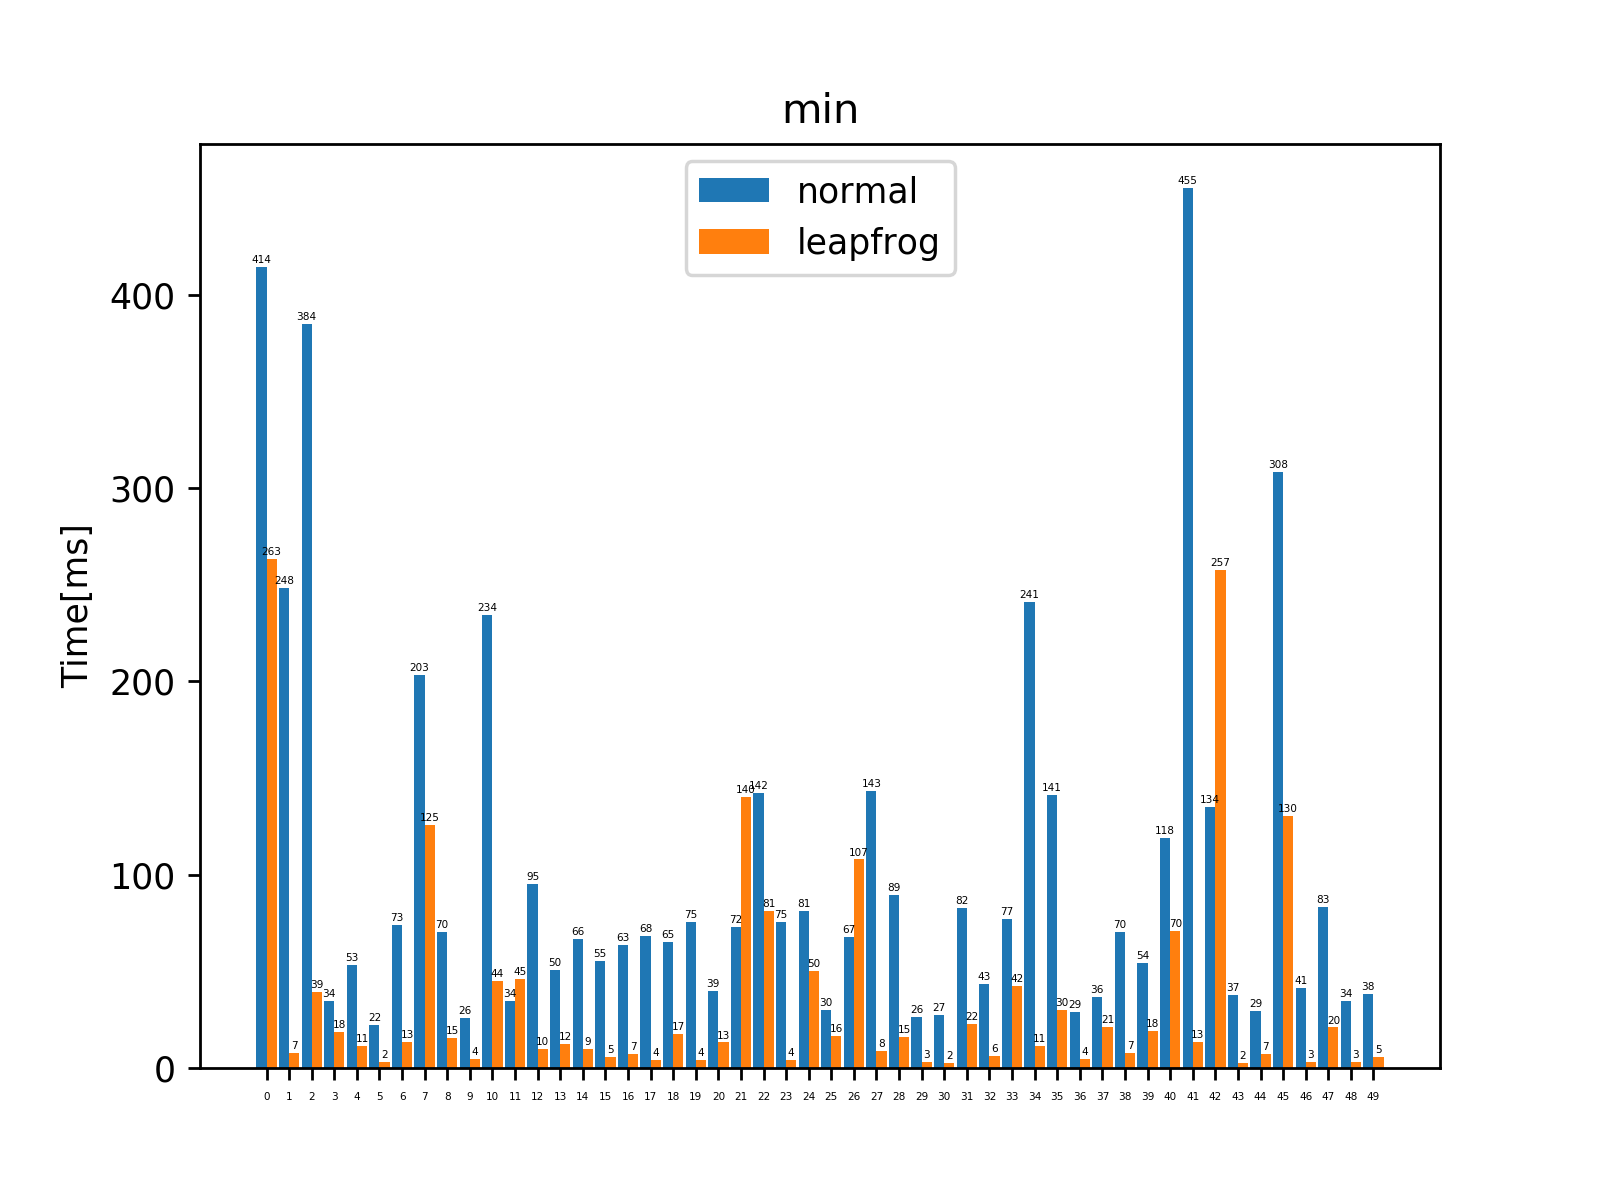 min
normal
leapfrog
Time[ms]
400
300
200
100
0
414 263 248 7 384 39 34 18 53 11 22 2 73 13 203 125 70 15 26 4 234 44 34 45 95 10 50 12 66 9 55 5 63 7 68 4 65 17 75 4 39 13 72 140 142 81 75 4 81 50 30 16 67 107 143 8 89 15 26 3 27 2 82 22 43 6 77 42 241 11 141 30 29 4 36 21 70 7 54 18 118 70 455 13 134 257 37 2 29 7 308 130 41 3 83 20 34 3 38 5
0 1 2 3 4 5 6 7 8 9 10 11 12 13 14 15 16 17 18 19 20 21 22 23 24 25 26 27 28 29 30 31 32 33 34 35 36 37 38 39 40 41 42 43 44 45 46 47 48 49